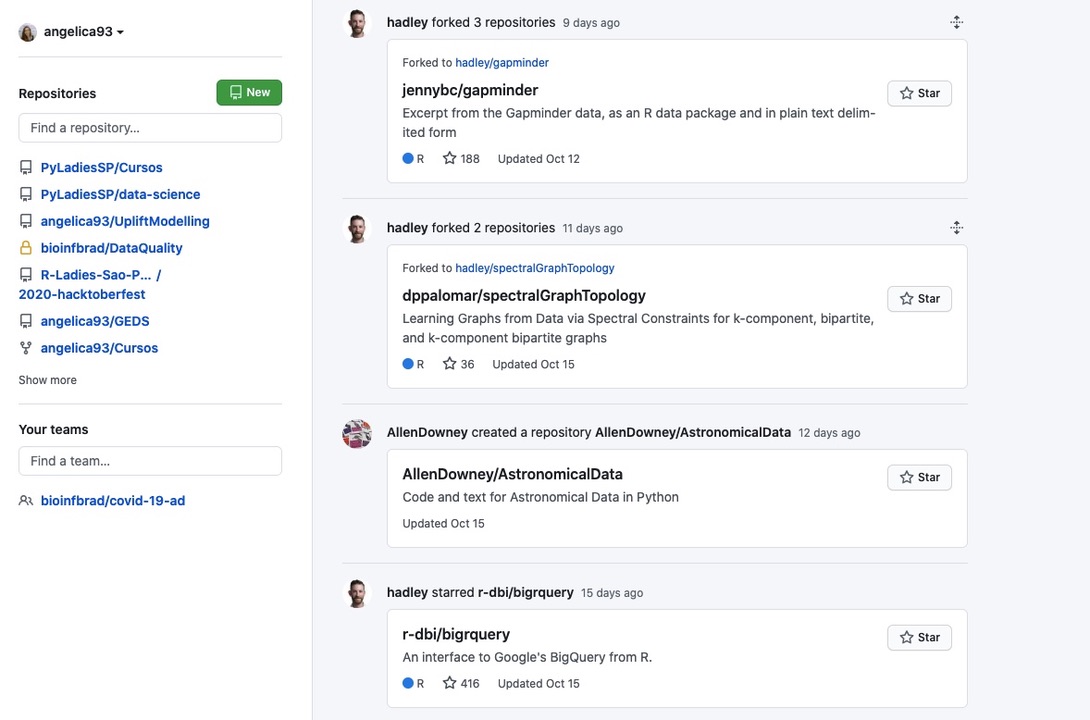 angelica93
Repositories
New
Find a repository...
PyLadiesSP/Cursos
PyLadiesSP/data-science
angelica93/UpliftModelling
bioinfbrad/DataQuality
R-Ladies-Sao-P... /
2020-hacktoberfest
angelica93/GEDS
angelica93/Cursos
Show more
Your teams
Find a team...
bioinfbrad/covid-19-ad
hadley forked 3 repositories 9 days ago
Forked to hadley/gapminder
jennybc/gapminder
Star
Excerpt from the Gapminder data, as an R data package and in plain text delim-
ited form
R 188 Updated Oct 12
hadley forked 2 repositories 11 days ago
Forked to hadley/spectralGraphTopology
dppalomar/spectralGraphTopology
Star
Learning Graphs from Data via Spectral Constraints for k-component, bipartite,
and k-component bipartite graphs
R 36 Updated Oct 15
AllenDowney created a repository AllenDowney/AstronomicalData 12 days ago
AllenDowney/AstronomicalData
Star
Code and text for Astronomical Data in Python
Updated Oct 15
hadley starred r-dbi/bigrquery 15 days ago
r-dbi/bigrquery
Star
An interface to Google's BigQuery from R.
R 416 Updated Oct 15